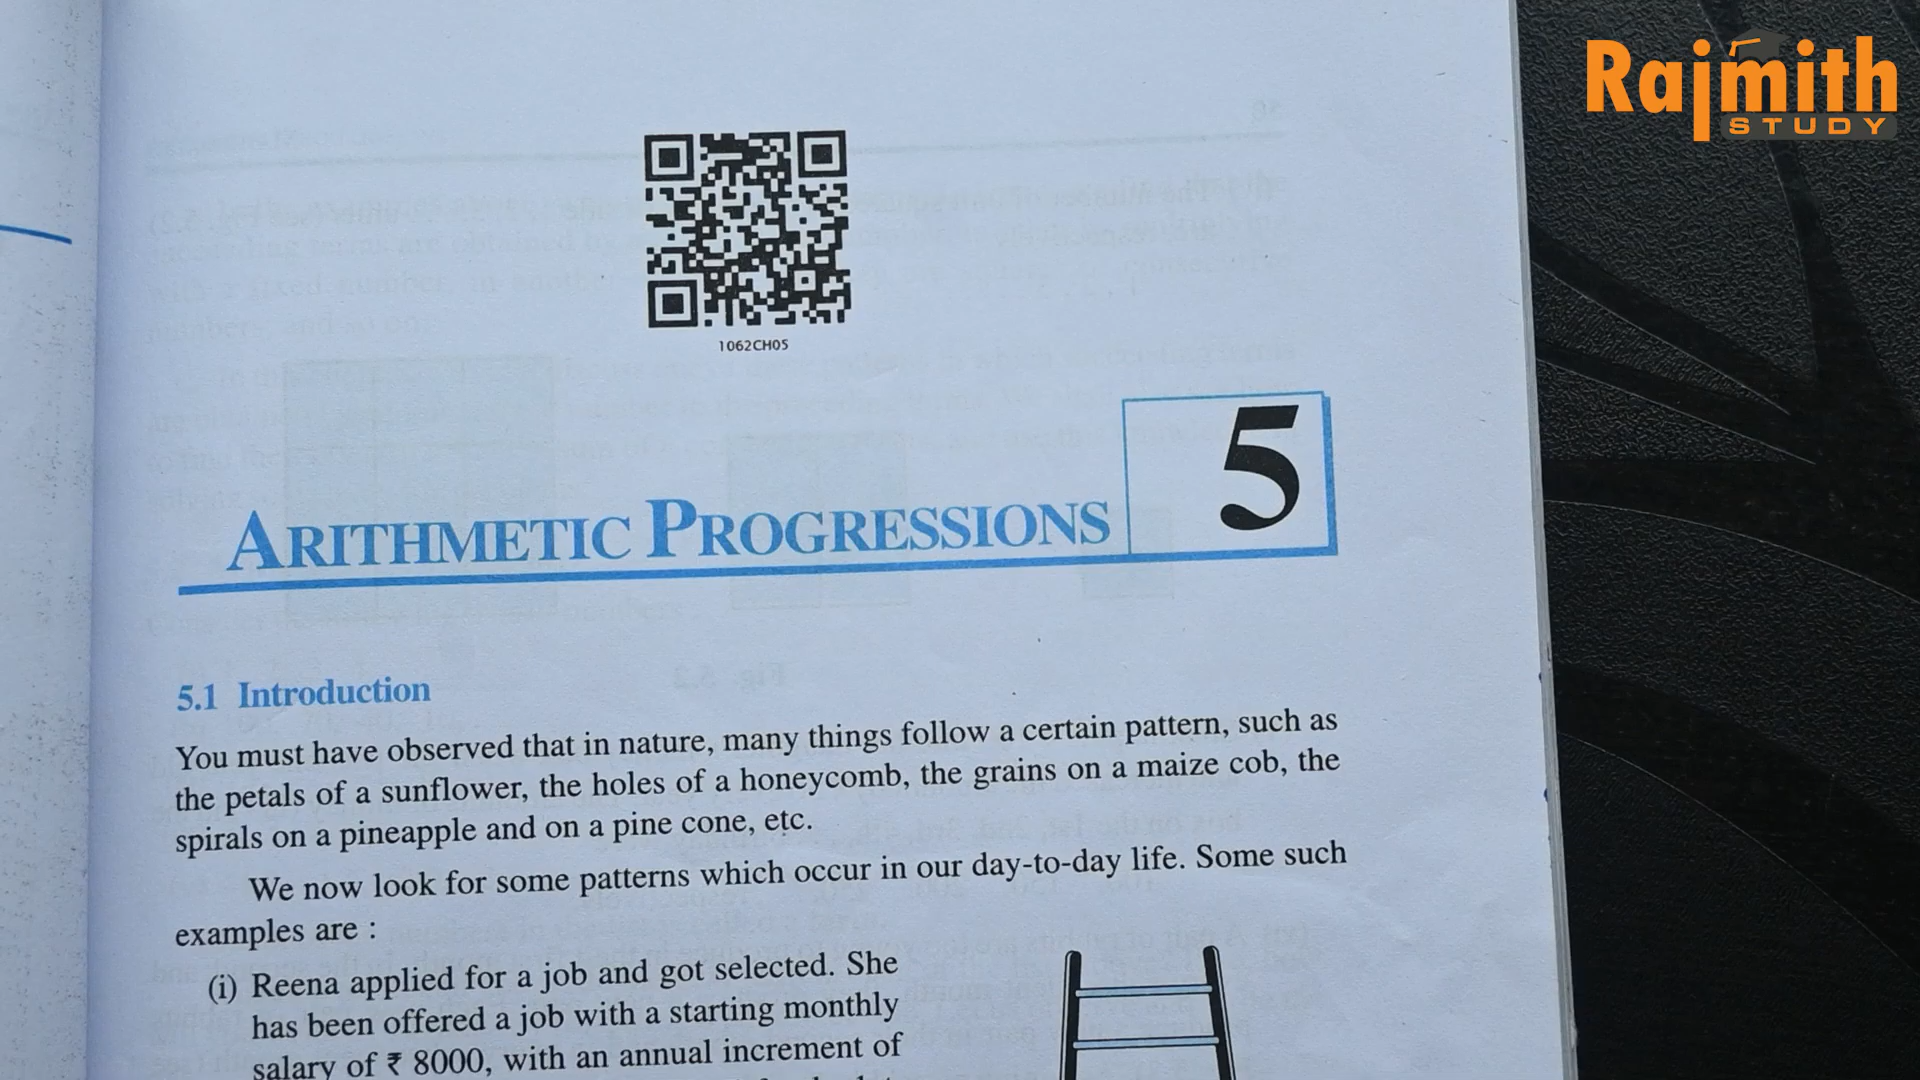 Rajmith
STUDY
1062CH05
5
ARITHMETIC PROGRESSIONS
5.1 Introduction
You must have observed that in nature, many things follow a certain pattern, such as
the petals of a sunflower, the holes of a honeycomb, the grains on a maize cob, the
spirals on a pineapple and on a pine cone, etc.
We now look for some patterns which occur in our day-to-day life. Some such
examples are :
(i) Reena applied for a job and got selected. She
has been offered a job with a starting monthly
salary of ₹ 8000, with an annual increment of